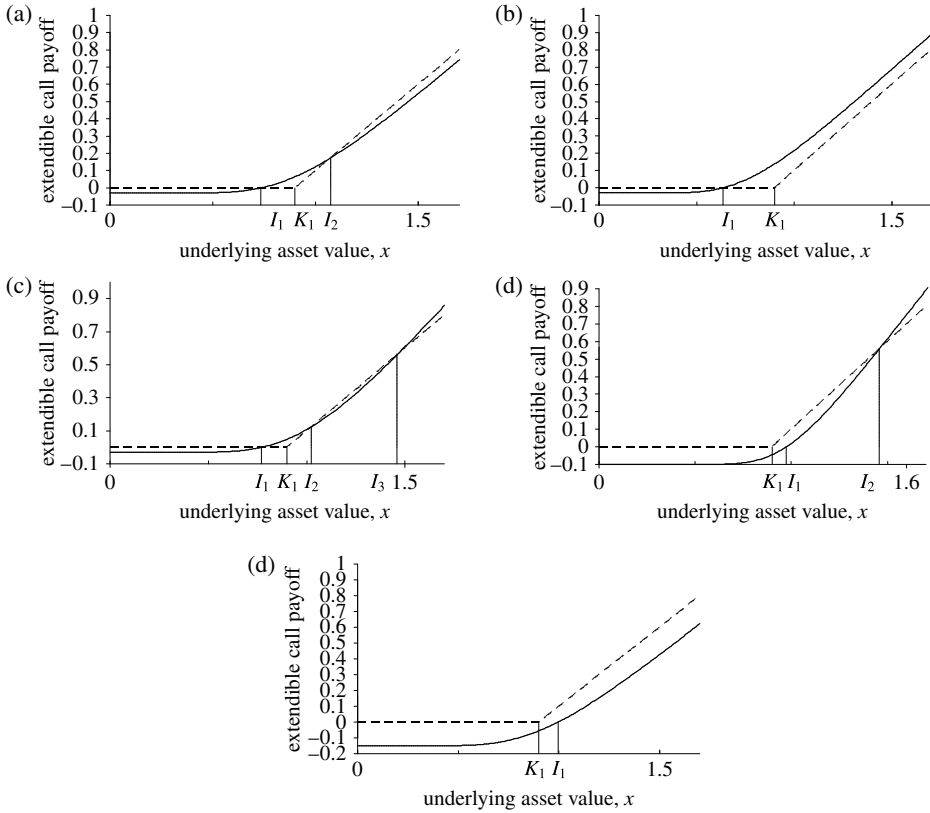 (a)
extendible call payoff
1
0.9
0.8
0.7
0.6
0.5
0.4
0.3
0.2
0.1
0
−0.1
0
I1 K1 I2
1.5
underlying asset value, x
(b)
extendible call payoff
1
0.9
0.8
0.7
0.6
0.5
0.4
0.3
0.2
0.1
0
−0.1
0
I1 K1
1.5
underlying asset value, x
(c)
extendible call payoff
0.9
0.7
0.5
0.3
0.1
−0.1
0
I1 K1 I2
I3 1.5
underlying asset value, x
(d)
extendible call payoff
0.9
0.8
0.7
0.6
0.5
0.4
0.3
0.2
0.1
0
−0.1
0
K1 I1
I2 1.6
underlying asset value, x
(d)
extendible call payoff
1
0.9
0.8
0.7
0.6
0.5
0.4
0.3
0.2
0.1
0
−0.1
−0.2
0
K1 I1
1.5
underlying asset value, x